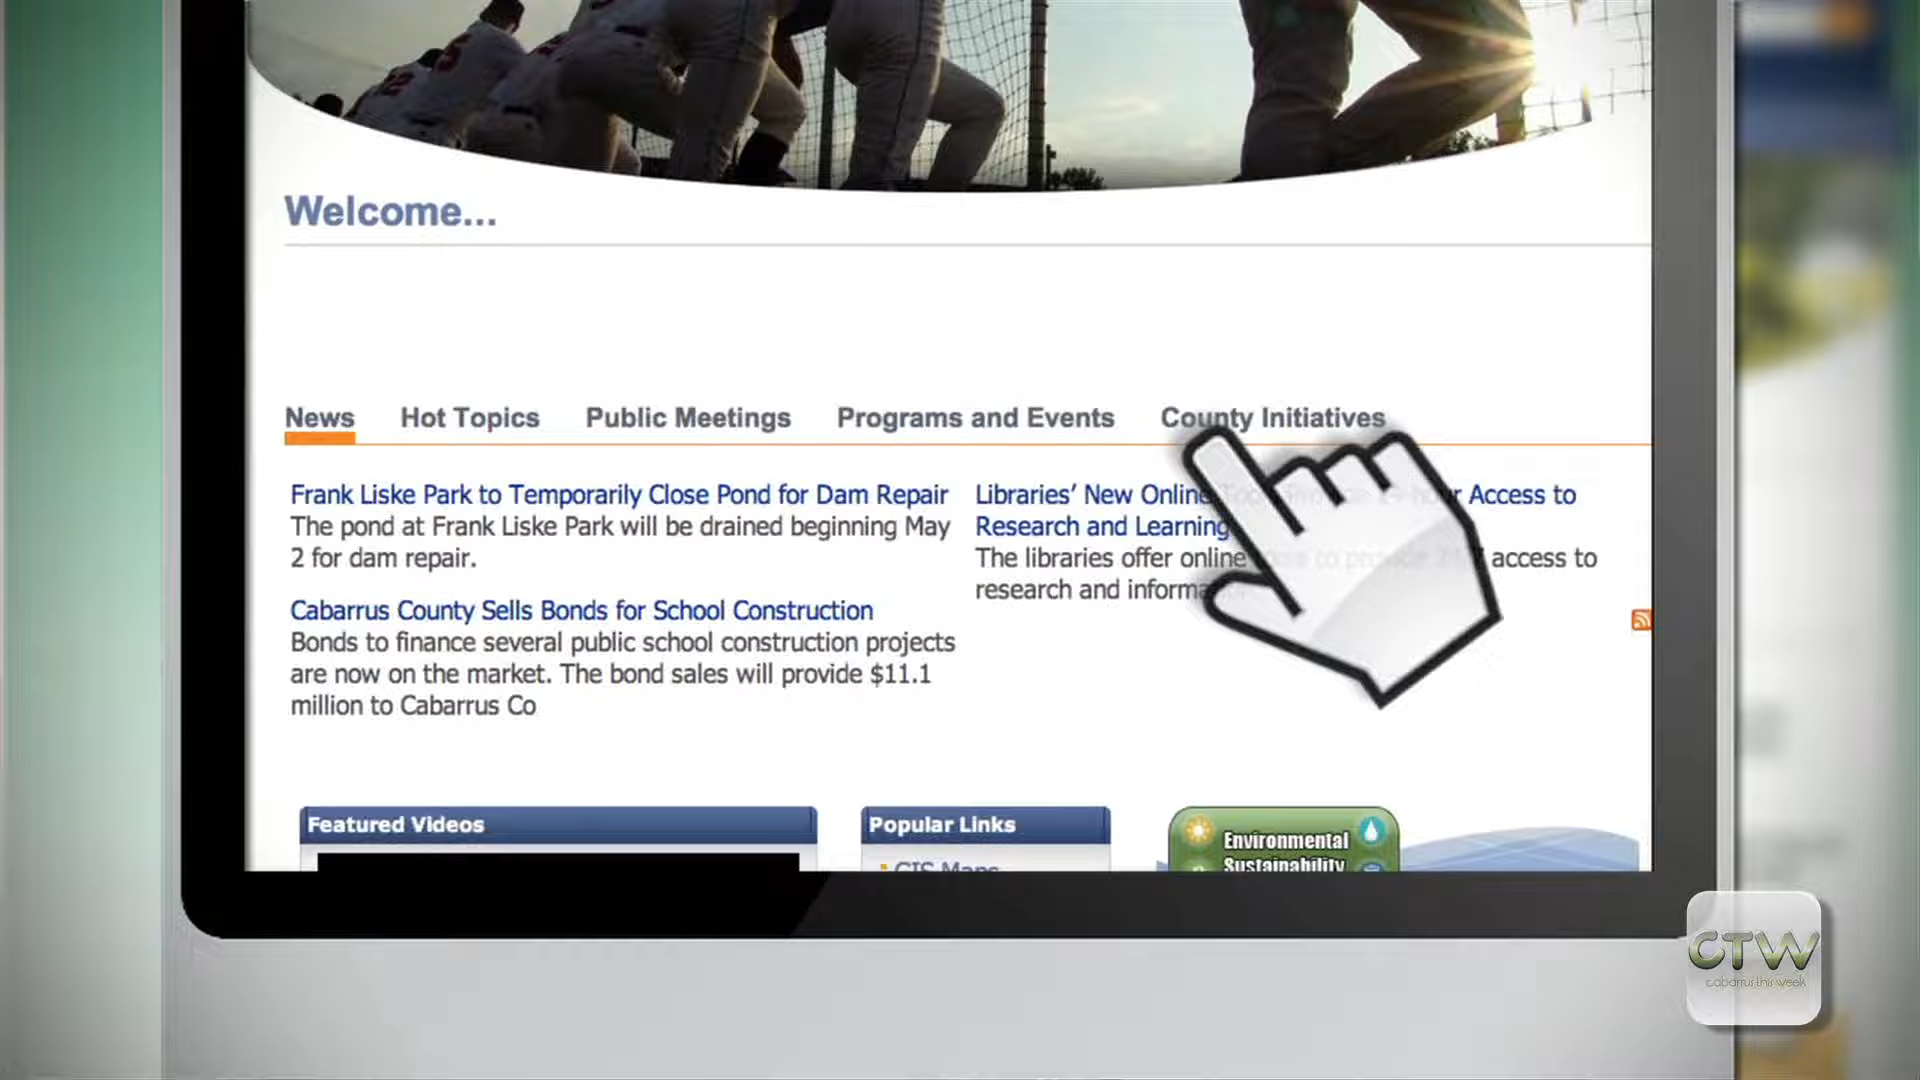 Welcome...
News Hot Topics Public Meetings Programs and Events County Initiatives
Frank Liske Park to Temporarily Close Pond for Dam Repair
The pond at Frank Liske Park will be drained beginning May
2 for dam repair.
Cabarrus County Sells Bonds for School Construction
Bonds to finance several public school construction projects
are now on the market. The bond sales will provide $11.1
million to Cabarrus Co
Libraries' New Online Access to
Research and Learning
The libraries offer online to provide access to
research and
Featured Videos
Popular Links
GIS Maps
Environmental
Sustainability
CTW
cabarrus this week